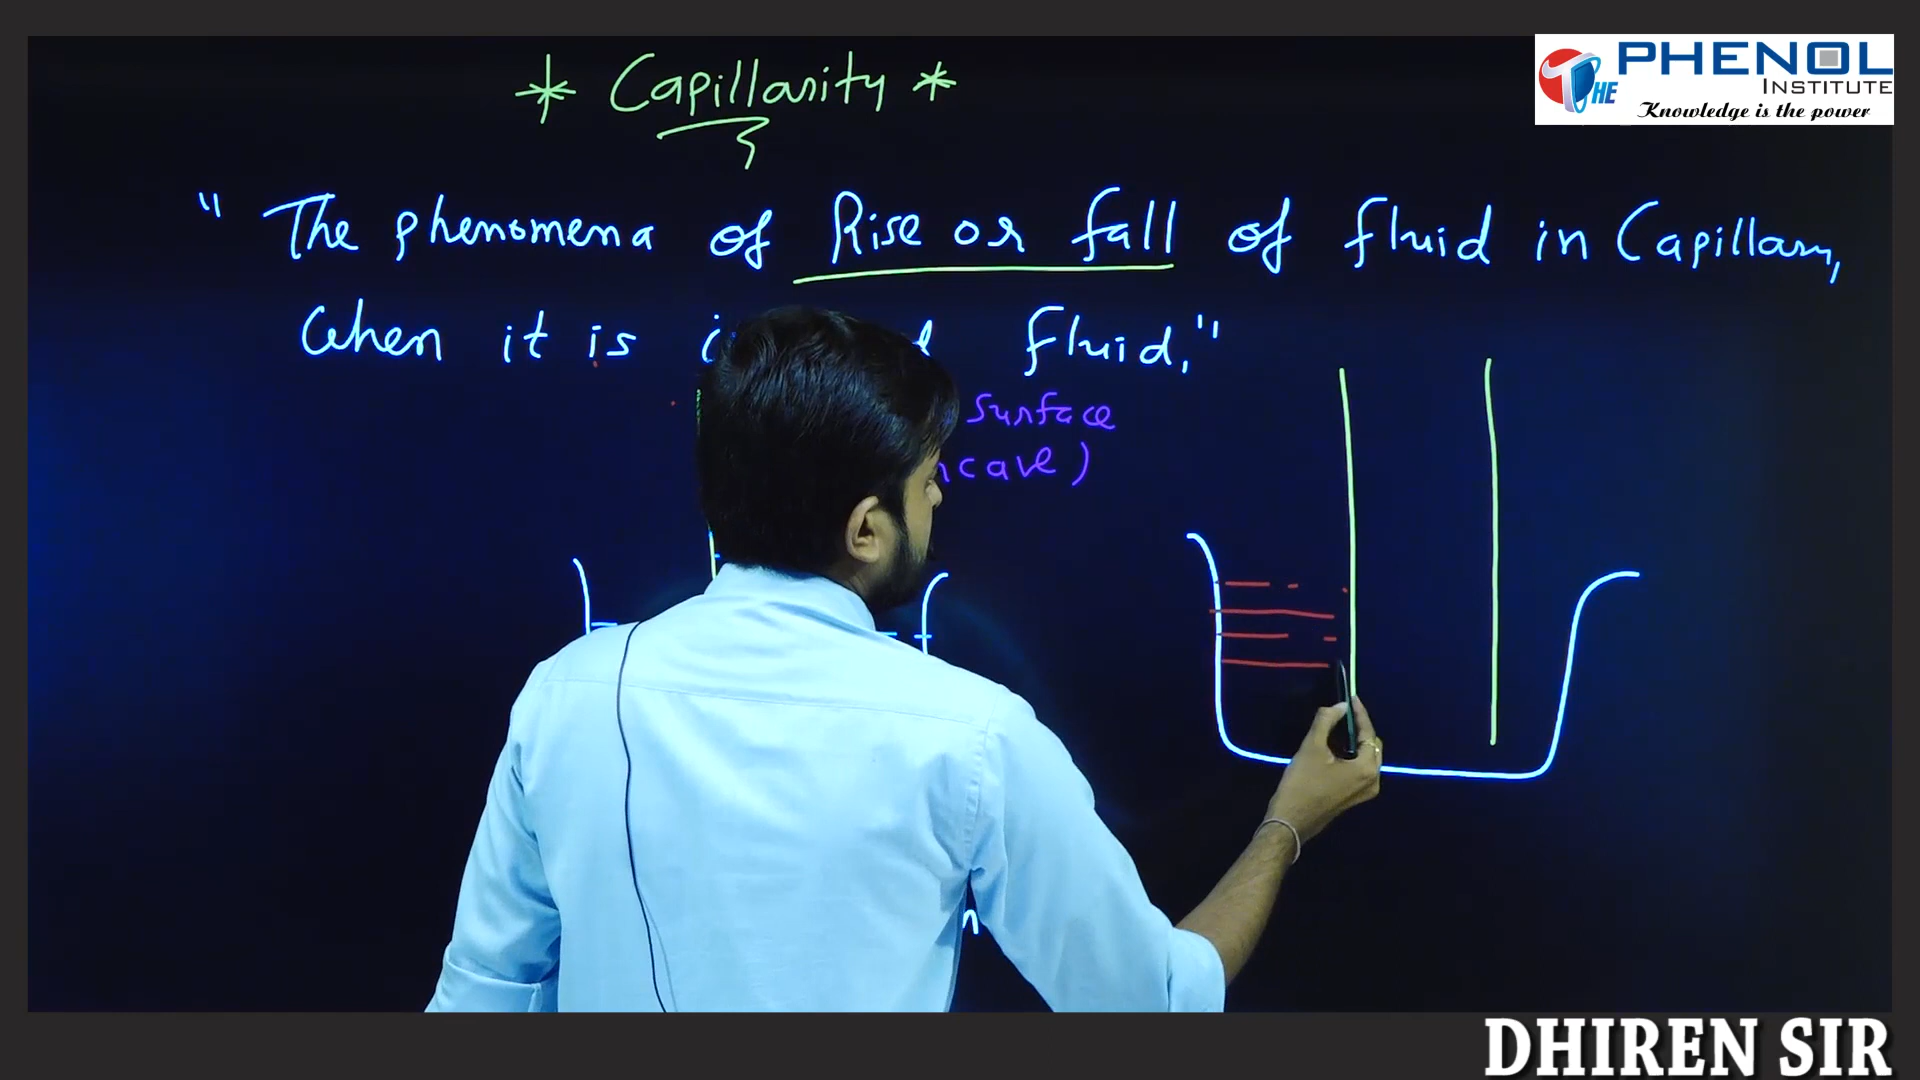 * Capillarity *
THE PHENOL
INSTITUTE
Knowledge is the power
" The phenomena of Rise or fall of fluid in Capillary,
When it is fluid."
surface
DHIREN SIR